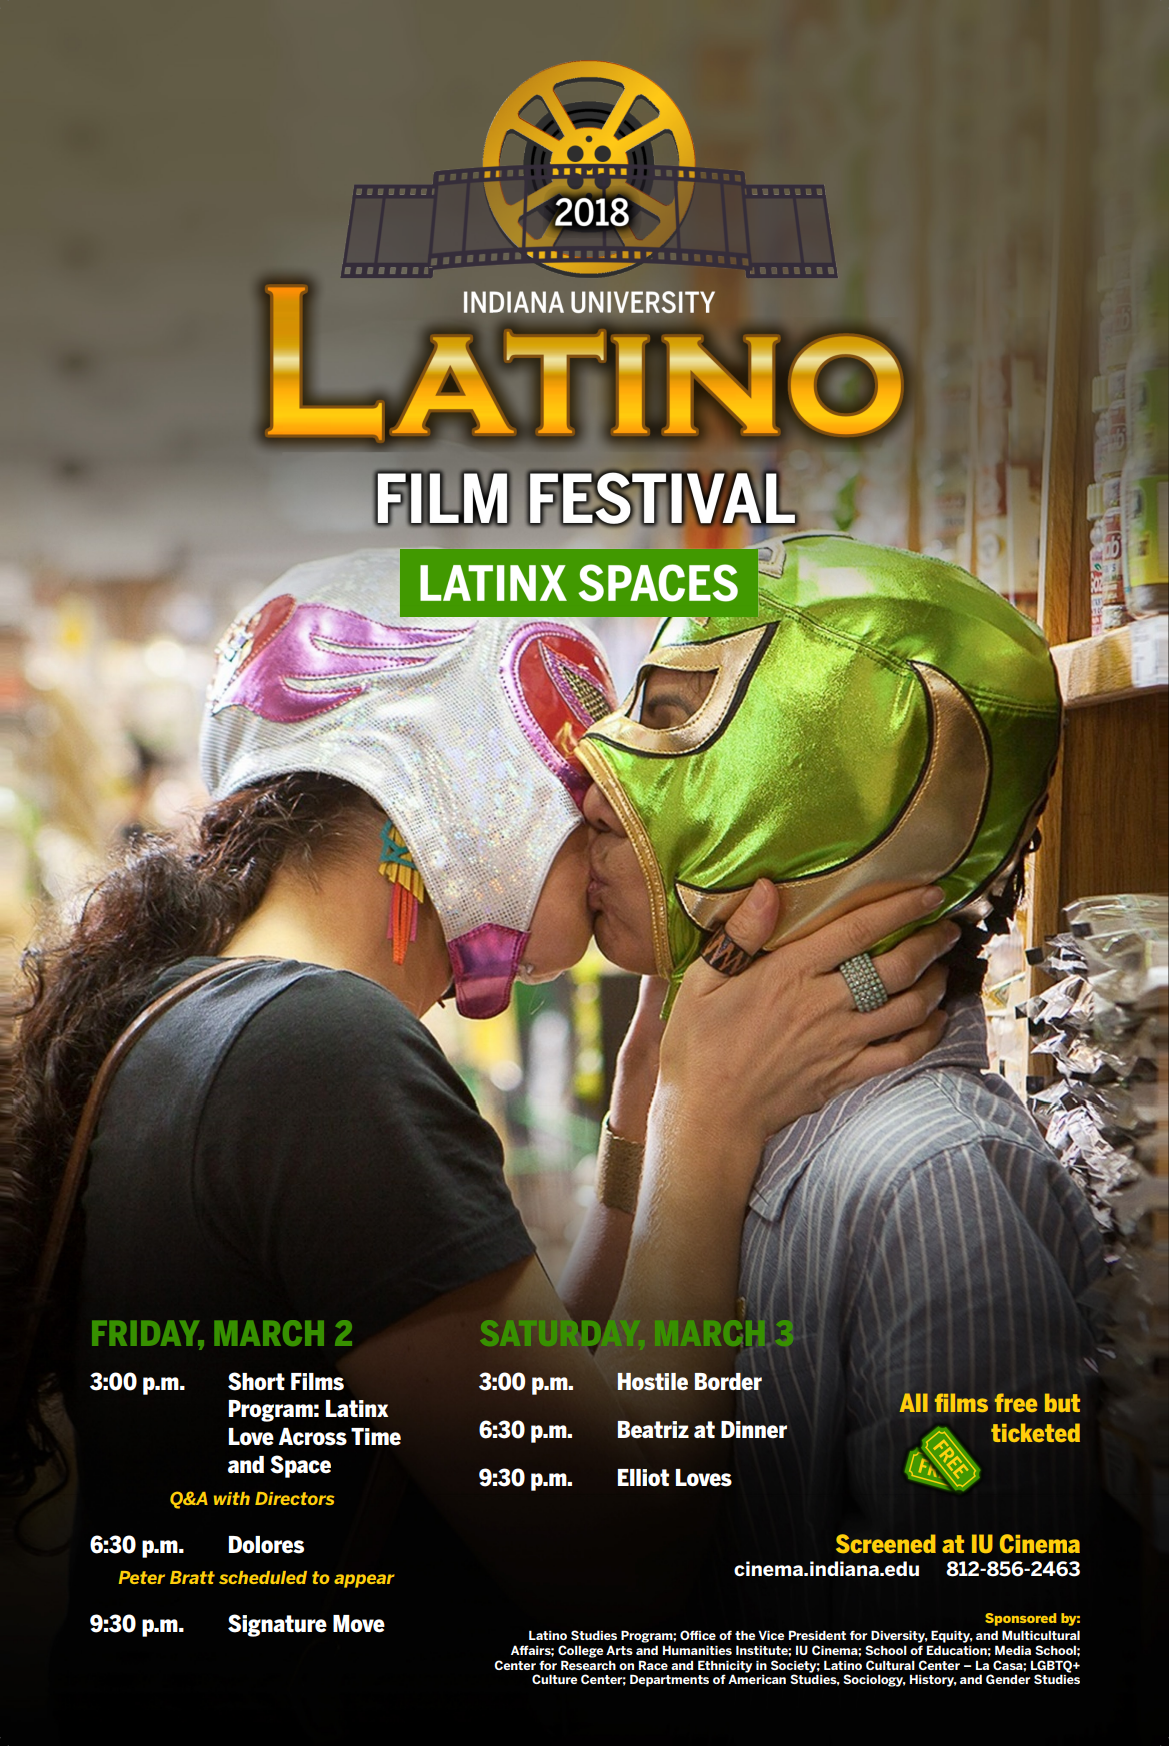 2018
INDIANA UNIVERSITY
LATINO
FILM FESTIVAL
LATINX SPACES
FRIDAY, MARCH 2
3:00 p.m. Short Films
Program: Latinx
Love Across Time
and Space
Q&A with Directors
6:30 p.m. Dolores
Peter Bratt scheduled to appear
9:30 p.m. Signature Move
SATURDAY, MARCH 3
3:00 p.m. Hostile Border
6:30 p.m. Beatriz at Dinner
9:30 p.m. Elliot Loves
All films free but
ticketed
FREE
Screened at IU Cinema
cinema.indiana.edu 812-856-2463
Sponsored by:
Latino Studies Program; Office of the Vice President for Diversity, Equity, and Multicultural
Affairs; College Arts and Humanities Institute; IU Cinema; School of Education; Media School;
Center for Research on Race and Ethnicity in Society; Latino Cultural Center – La Casa; LGBTQ+
Culture Center; Departments of American Studies, Sociology, History, and Gender Studies